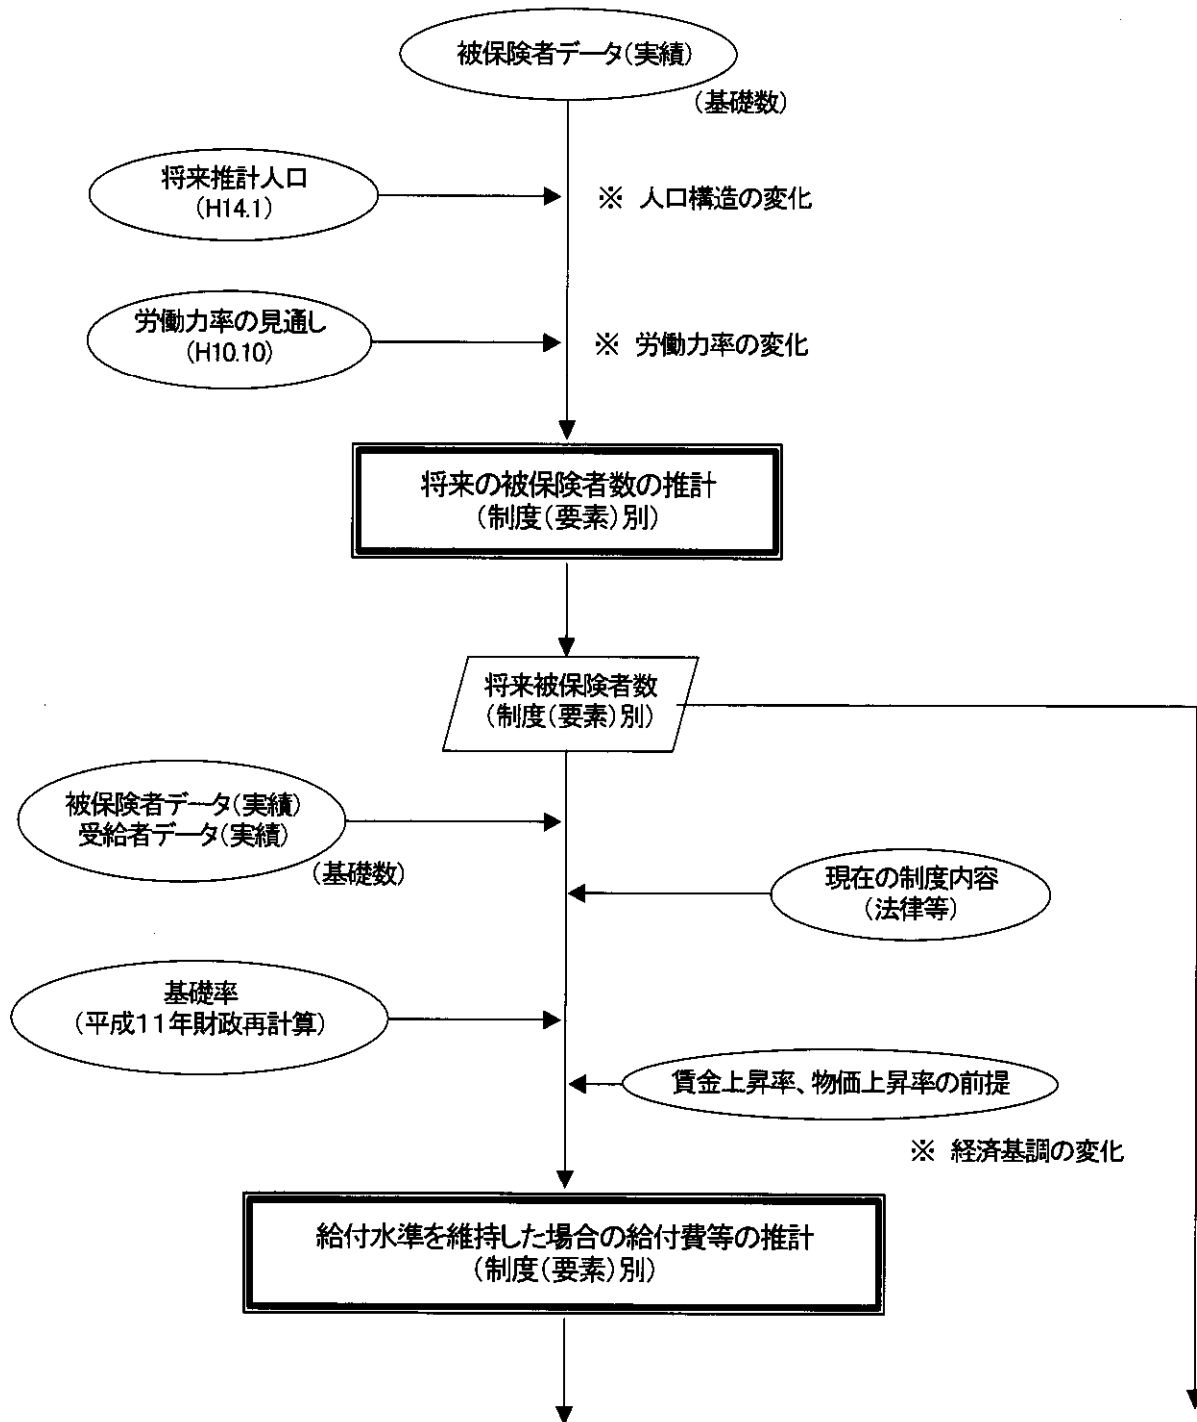 被保険者データ(実績)
(基礎数)
将来推計人口
(H14.1)
※ 人口構造の変化
労働力率の見通し
(H10.10)
※ 労働力率の変化
将来の被保険者数の推計
(制度(要素)別)
将来被保険者数
(制度(要素)別)
被保険者データ(実績)
受給者データ(実績)
(基礎数)
現在の制度内容
(法律等)
基礎率
(平成11年財政再計算)
賃金上昇率、物価上昇率の前提
※ 経済基調の変化
給付水準を維持した場合の給付費等の推計
(制度(要素)別)